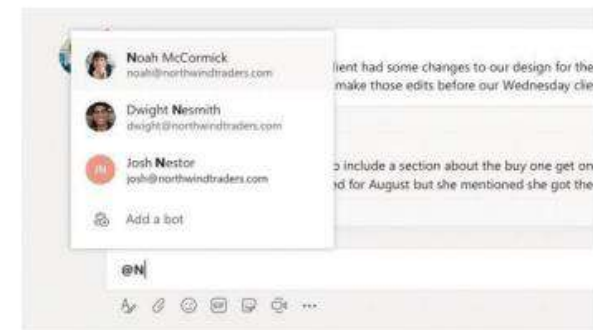 Noah McCormick
noah@northwindtraders.com
lient had some changes to our design for the
make those edits before our Wednesday clie
Dwight Nesmith
dwight@northwindtraders.com
Josh Nestor
JN
josh@northwindtraders.com
o include a section about the buy one get on
ed for August but she mentioned she got the
Add a bot
@N
GIF